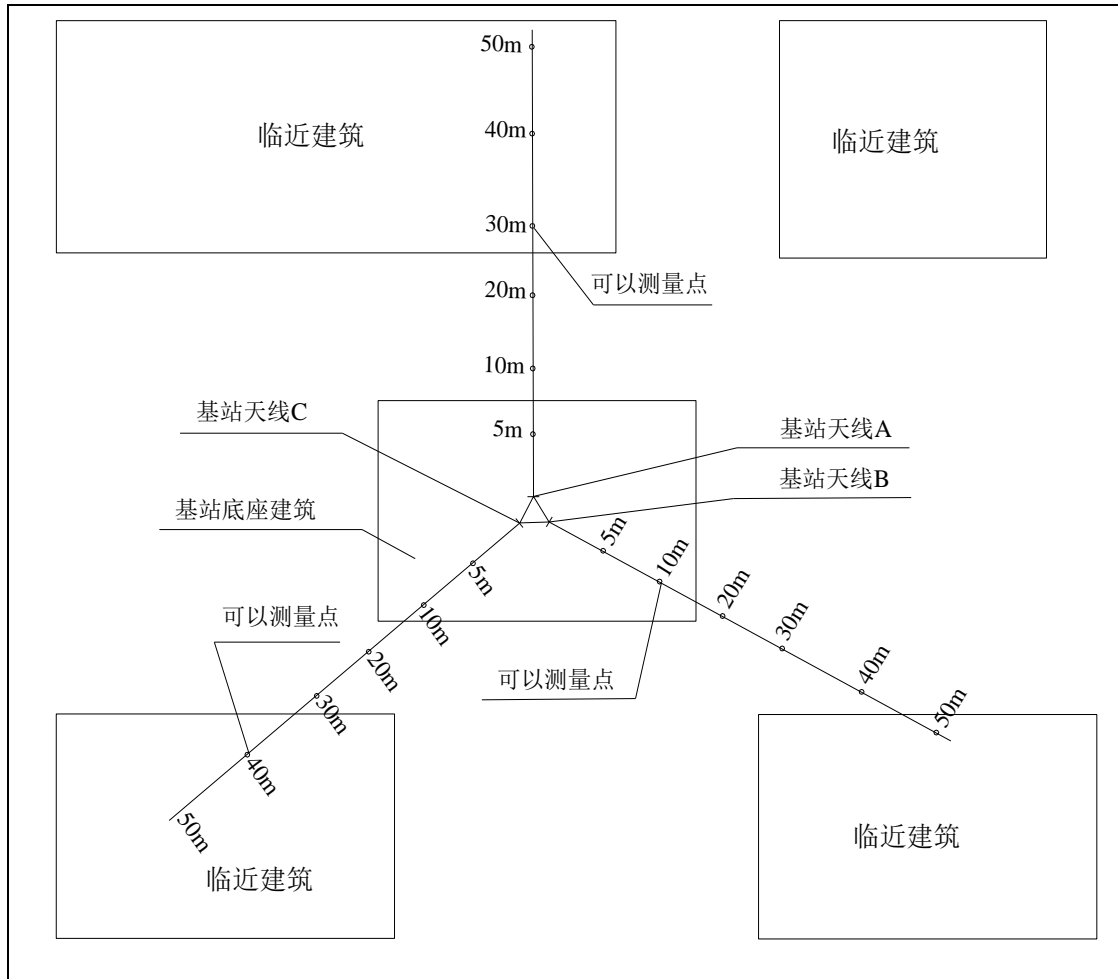 50m
临近建筑
40m
临近建筑
30m
可以测量点
20m
10m
基站天线C
5m
基站天线A
基站天线B
基站底座建筑
5m
5m
10m
可以测量点
10m
20m
20m
30m
可以测量点
30m
40m
40m
50m
50m
临近建筑
临近建筑